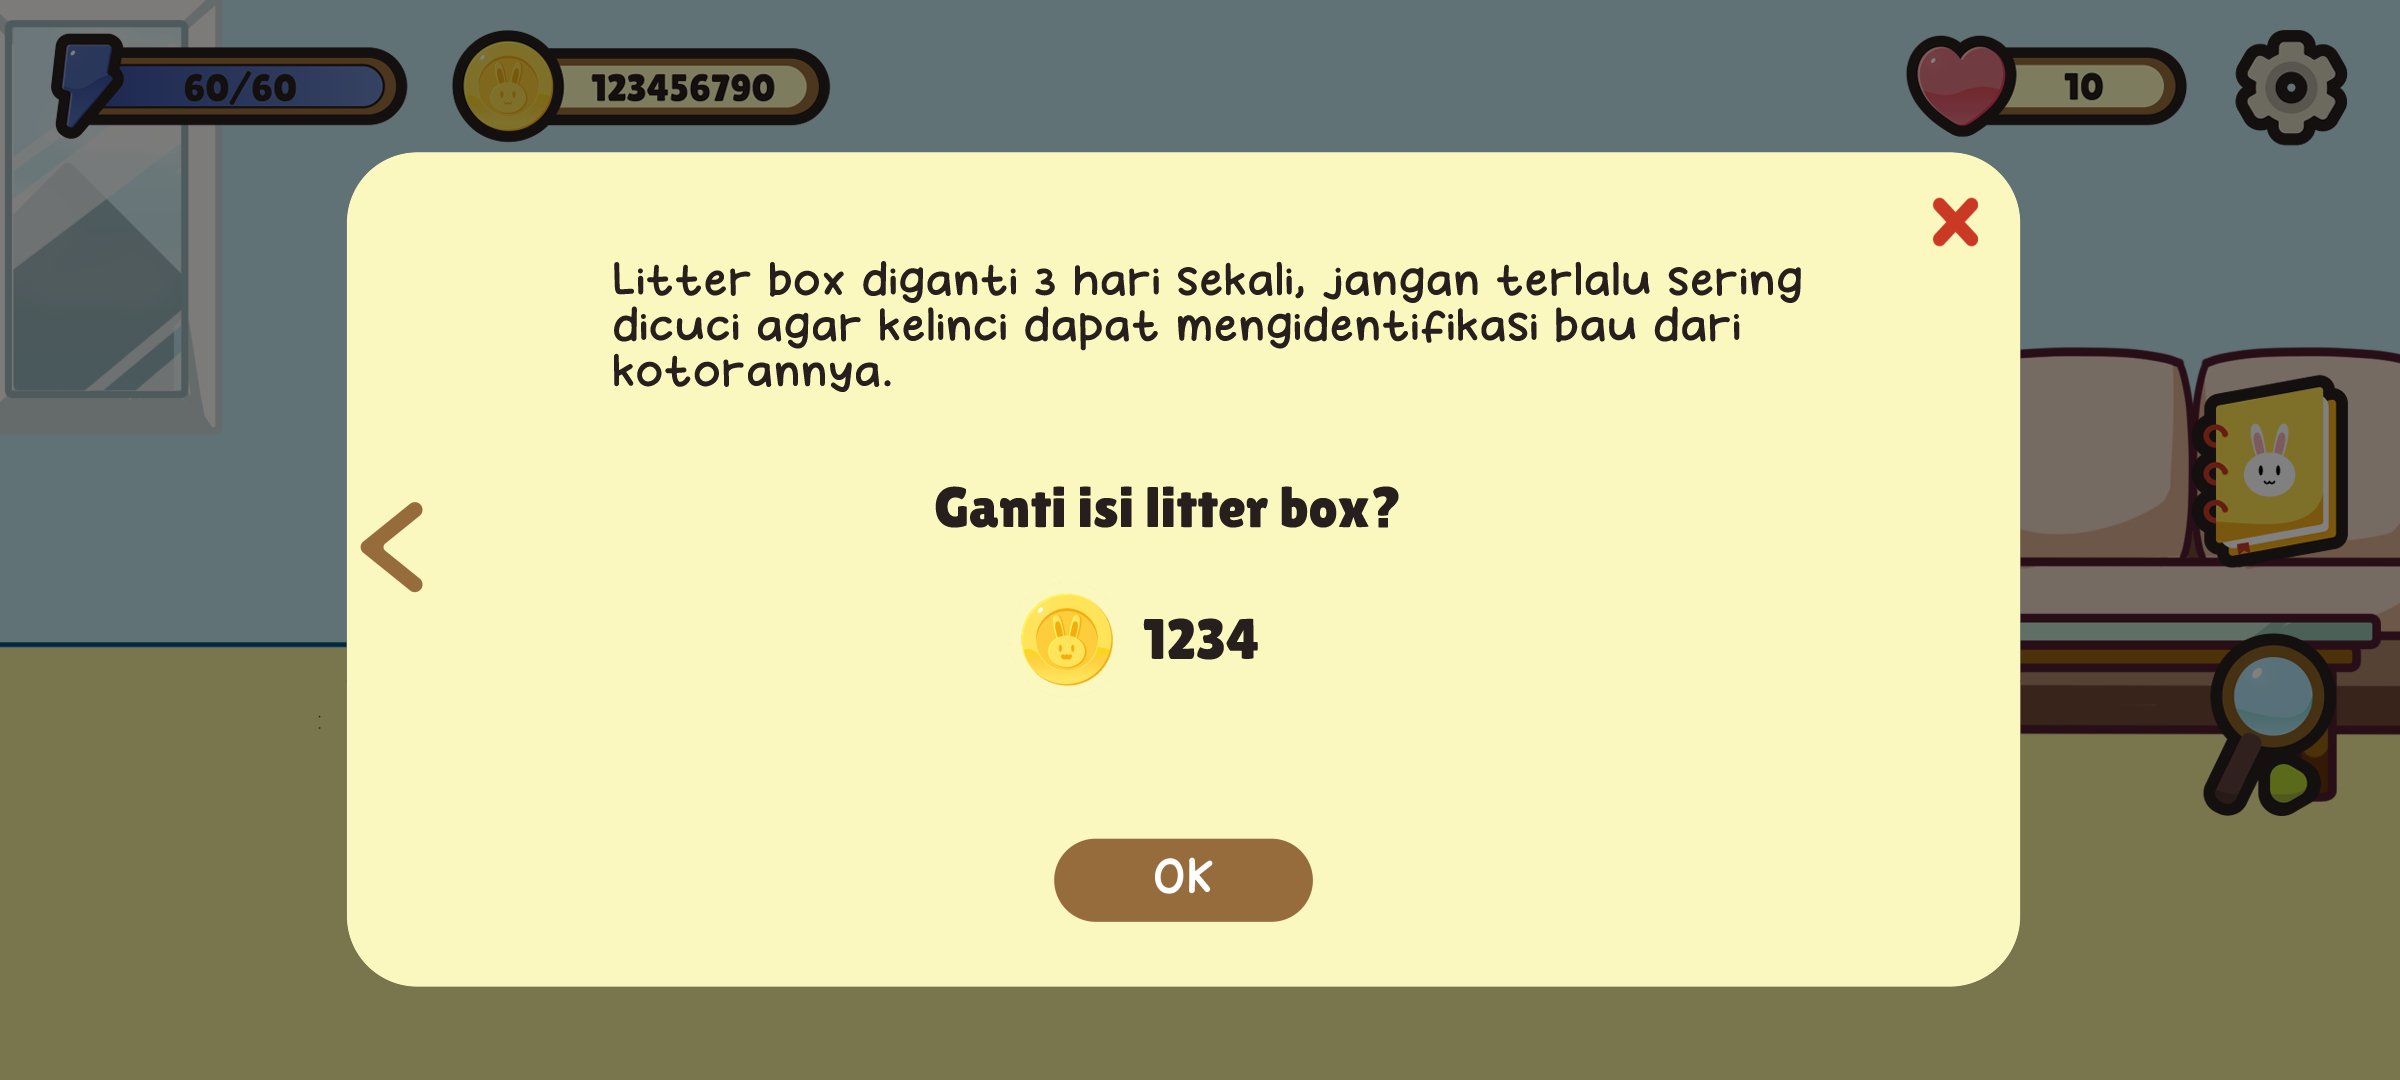 60/60
123456790
10
Litter box diganti 3 hari sekali, jangan terlalu sering
dicuci agar kelinci dapat mengidentifikasi bau dari
kotorannya.
Ganti isi litter box?
1234
OK